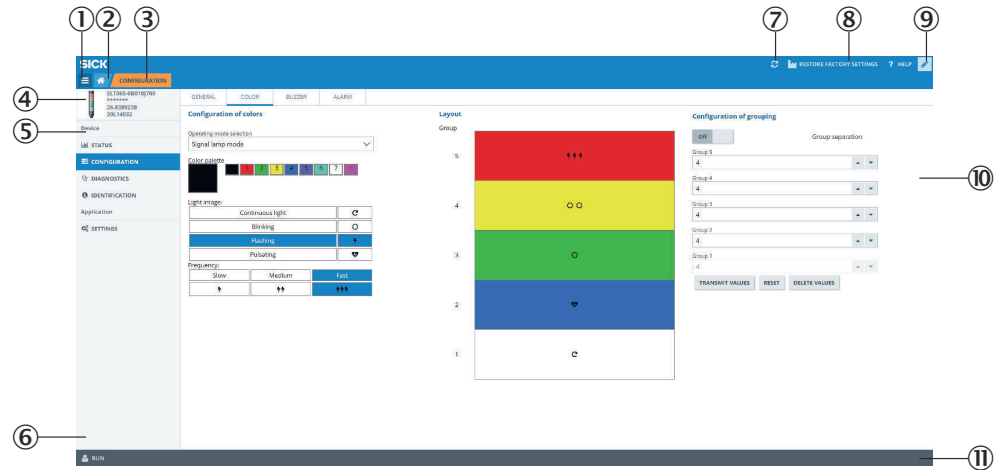 ① ② ③ ⑦ ⑧ ⑨
SICK
RESTORE FACTORY SETTINGS ? HELP
CONFIGURATION
④
SLT360-0B010J700
*******
26.8389238
20L14032
GENERAL COLOR BUZZER ALARM
⑤
Device
STATUS
CONFIGURATION
DIAGNOSTICS
IDENTIFICATION
Application
SETTINGS
⑥
Configuration of colors
Operating mode selection
Signal lamp mode
Color palette
1 2 3 4 5 6 7
Light image:
Continuous light
Blinking
Flashing
Pulsating
Frequency:
Slow Medium Fast
Layout
Group
5
4
3
2
1
Configuration of grouping
Off Group separation
Group 5
4
Group 4
4
Group 3
4
Group 2
4
Group 1
4
TRANSMIT VALUES RESET DELETE VALUES
⑩
RUN
⑪